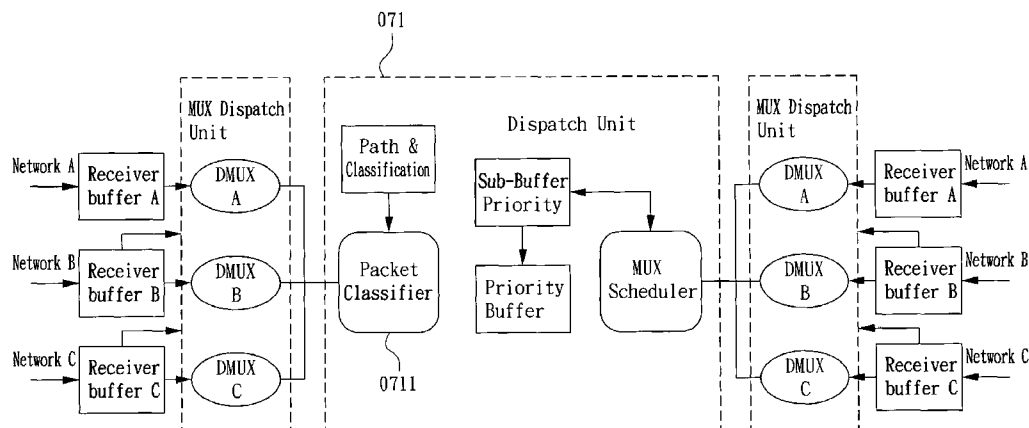 071
MUX Dispatch
Unit
Network A
Receiver
buffer A
DMUX
A
Network B
Receiver
buffer B
DMUX
B
Network C
Receiver
buffer C
DMUX
C
Dispatch Unit
Path &
Classification
Packet
Classifier
0711
Sub-Buffer
Priority
Priority
Buffer
MUX
Scheduler
MUX Dispatch
Unit
DMUX
A
Receiver
buffer A
Network A
DMUX
B
Receiver
buffer B
Network B
DMUX
C
Receiver
buffer C
Network C